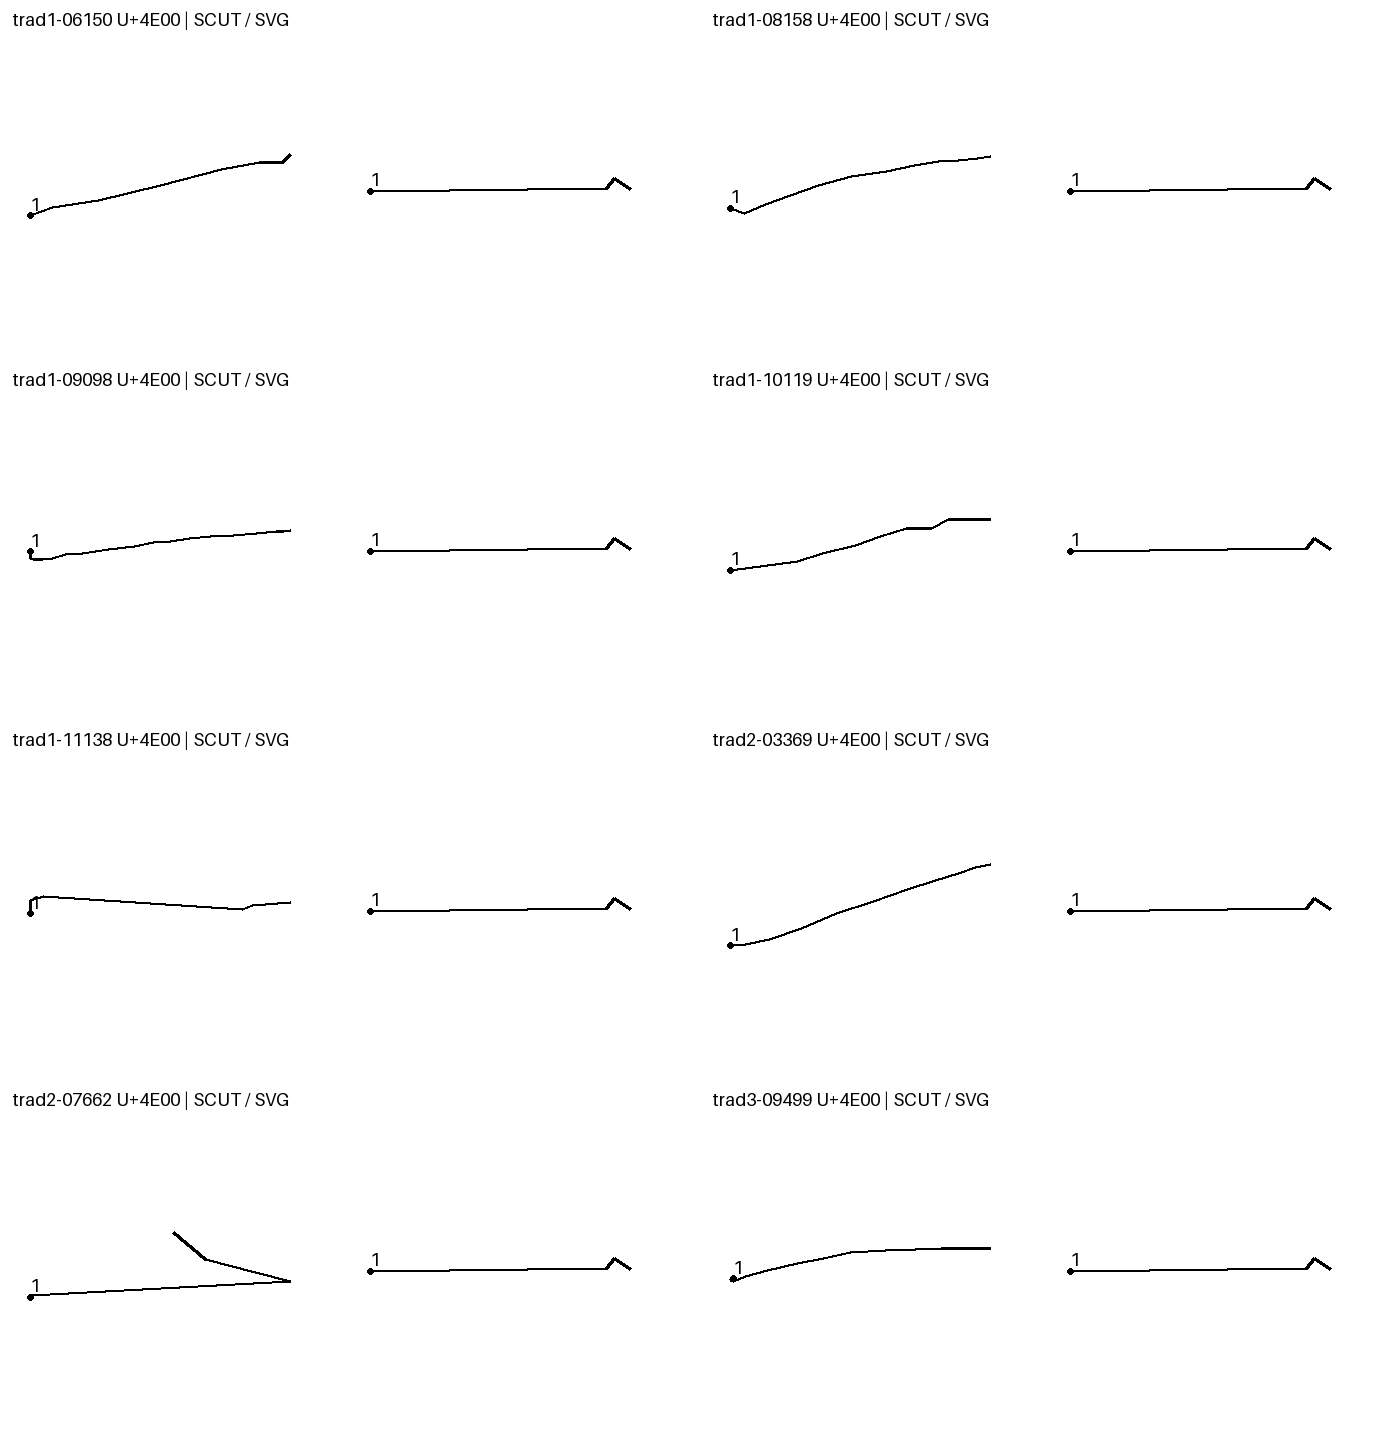 trad1-06150 U+4E00 | SCUT / SVG
trad1-08158 U+4E00 | SCUT / SVG
1
1
1
1
trad1-09098 U+4E00 | SCUT / SVG
trad1-10119 U+4E00 | SCUT / SVG
1
1
1
1
trad1-11138 U+4E00 | SCUT / SVG
trad2-03369 U+4E00 | SCUT / SVG
1
1
1
1
trad2-07662 U+4E00 | SCUT / SVG
trad3-09499 U+4E00 | SCUT / SVG
1
1
1
1